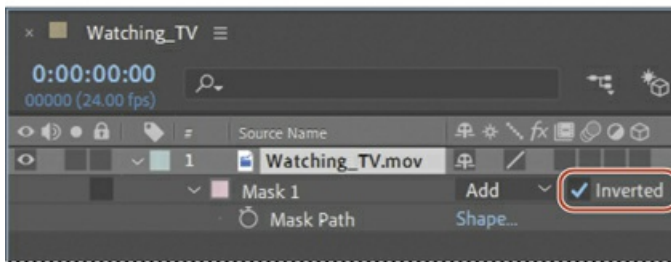 Watching_TV
0:00:00:00
00000 (24.00 fps)
# Source Name fx
1 Watching_TV.mov
Mask 1 Add Inverted
Mask Path Shape...